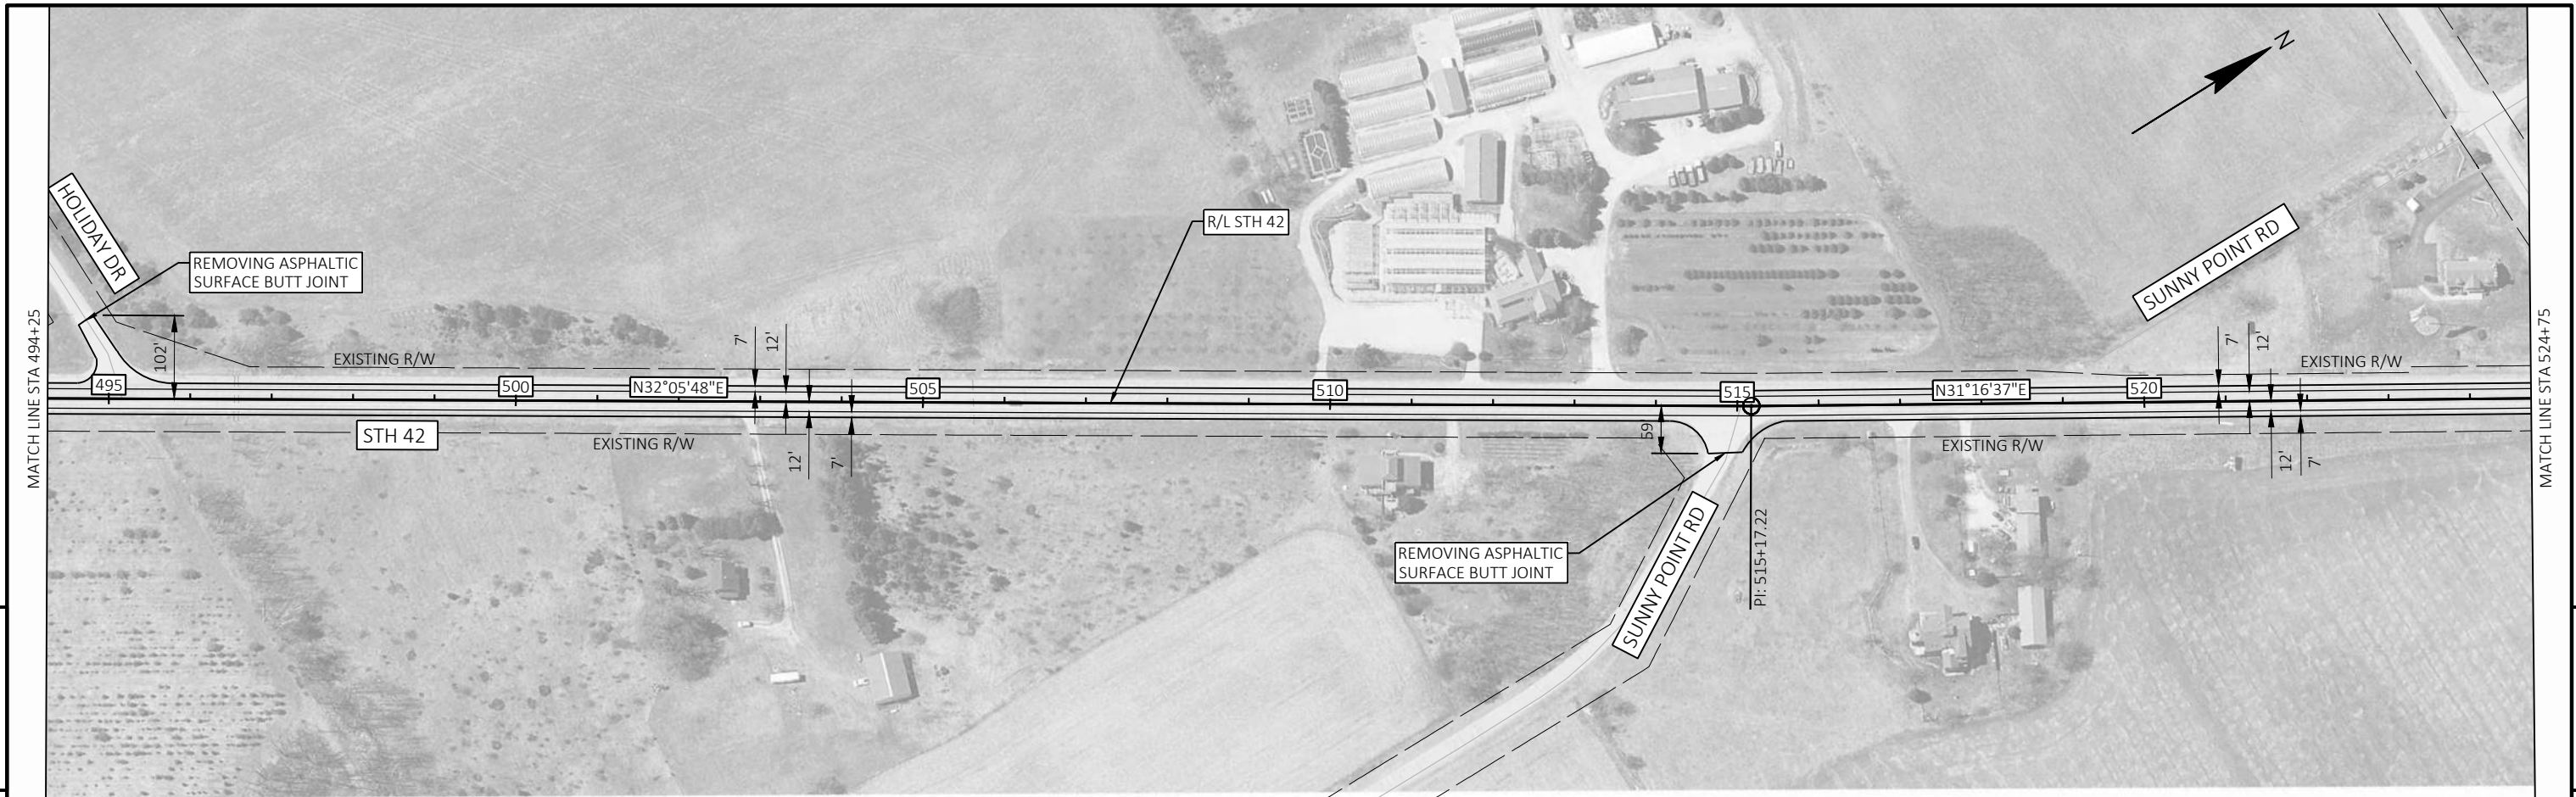 MATCH LINE STA 494+25
HOLIDAY DR
REMOVING ASPHALTIC
SURFACE BUTT JOINT
102'
495
EXISTING R/W
500
N32°05'48"E
7'
12'
505
R/L STH 42
510
515
N31°16'37"E
520
SUNNY POINT RD
7'
12'
EXISTING R/W
N
STH 42
EXISTING R/W
12'
7'
59'
REMOVING ASPHALTIC
SURFACE BUTT JOINT
SUNNY POINT RD
PI: 515+17.22
EXISTING R/W
12'
7'
MATCH LINE STA 524+75